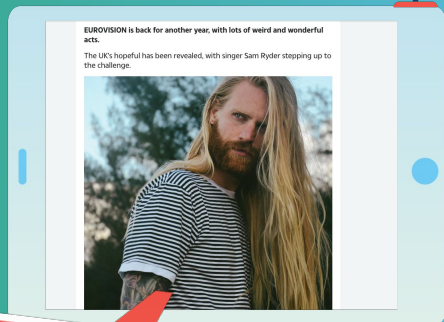 EUROVISION is back for another year, with lots of weird and wonderful
acts.
The UK's hopeful has been revealed, with singer Sam Ryder stepping up to
the challenge.